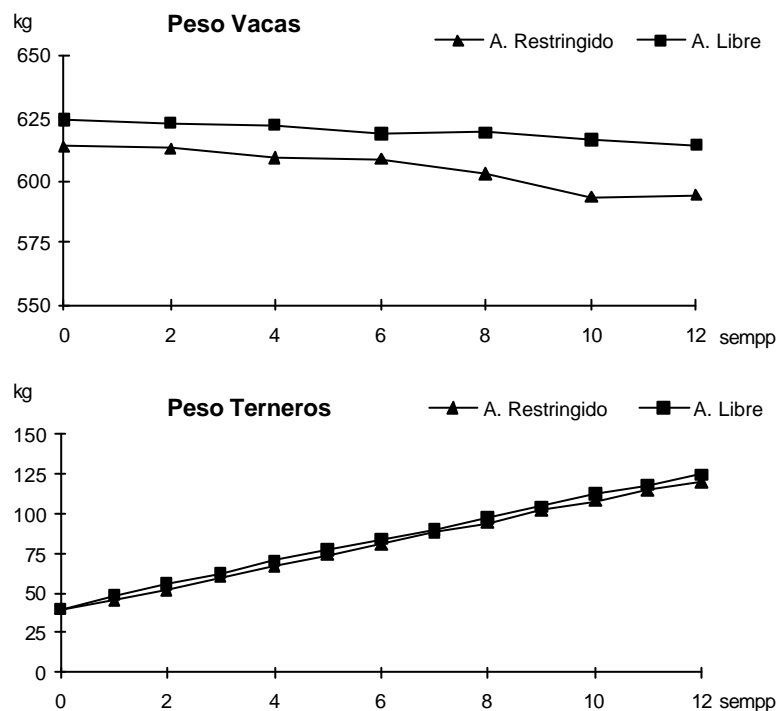 kg
Peso Vacas
A. Restringido A. Libre
650
625
600
575
550
0 2 4 6 8 10 12 sempp
kg
Peso Terneros
A. Restringido A. Libre
150
125
100
75
50
25
0
0 2 4 6 8 10 12 sempp